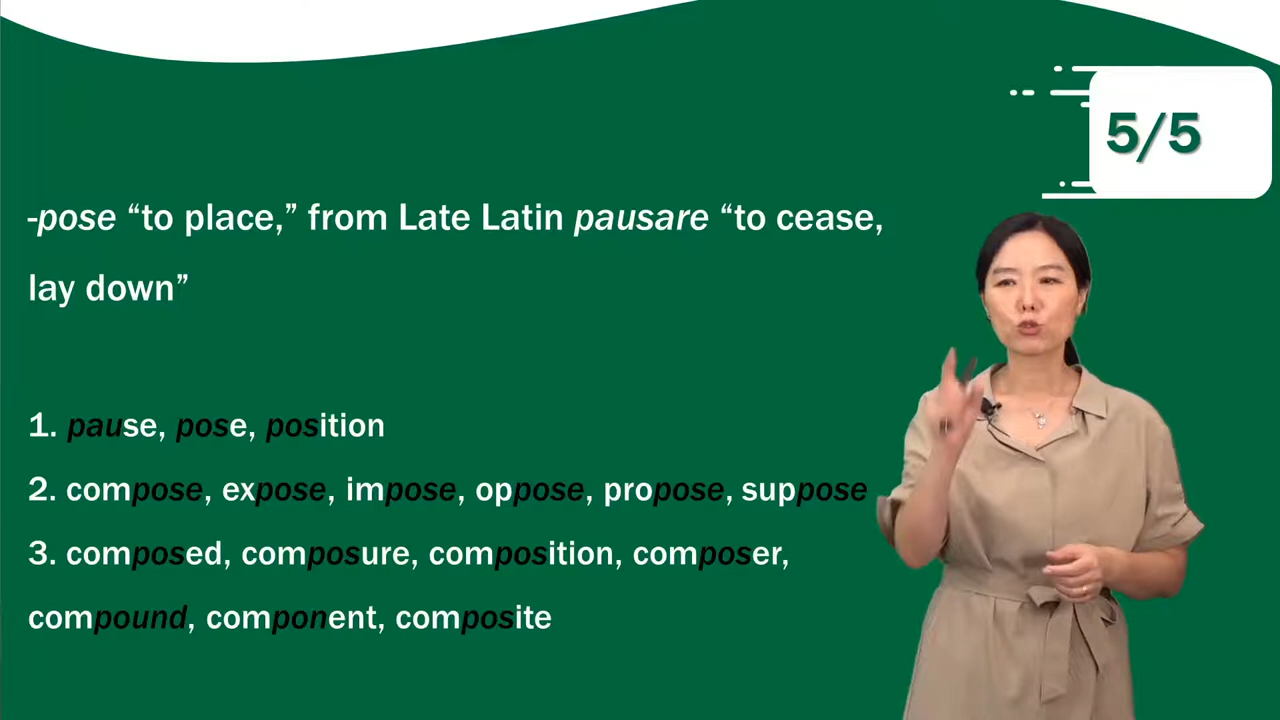 5/5
-pose “to place,” from Late Latin pausare “to cease,
lay down”
1. pause, pose, position
2. compose, expose, impose, oppose, propose, suppose
3. composed, composure, composition, composer,
compound, component, composite